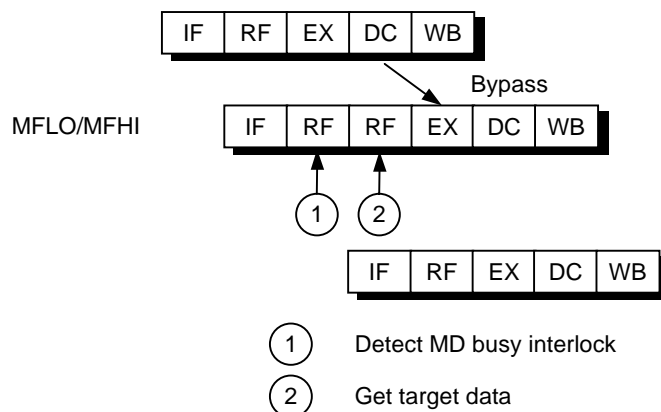 IF RF EX DC WB
Bypass
MFLO/MFHI IF RF RF EX DC WB
1 2
IF RF EX DC WB
1 Detect MD busy interlock
2 Get target data